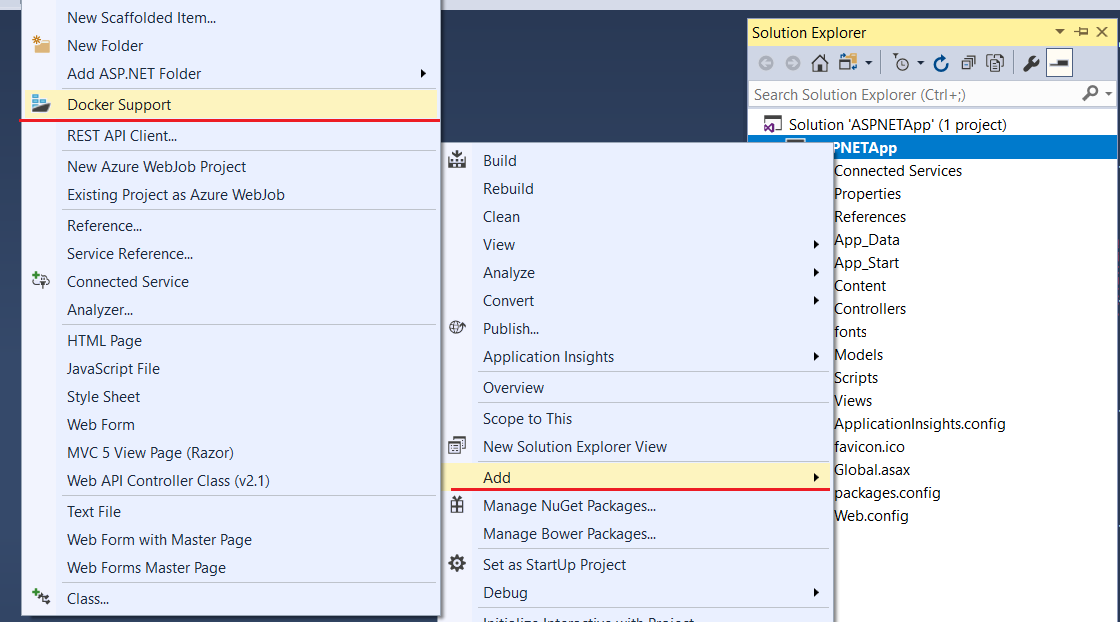 New Scaffolded Item...
New Folder
Add ASP.NET Folder
Docker Support
REST API Client...
New Azure WebJob Project
Existing Project as Azure WebJob
Reference...
Service Reference...
Connected Service
Analyzer...
HTML Page
JavaScript File
Style Sheet
Web Form
MVC 5 View Page (Razor)
Web API Controller Class (v2.1)
Text File
Web Form with Master Page
Web Forms Master Page
Class...
Build
Rebuild
Clean
View
Analyze
Convert
Publish...
Application Insights
Overview
Scope to This
New Solution Explorer View
Add
Manage NuGet Packages...
Manage Bower Packages...
Set as StartUp Project
Debug
Initialize Interactive with Project
Solution Explorer
Search Solution Explorer (Ctrl+;)
Solution 'ASPNETApp' (1 project)
PNETApp
Connected Services
Properties
References
App_Data
App_Start
Content
Controllers
fonts
Models
Scripts
Views
ApplicationInsights.config
favicon.ico
Global.asax
packages.config
Web.config